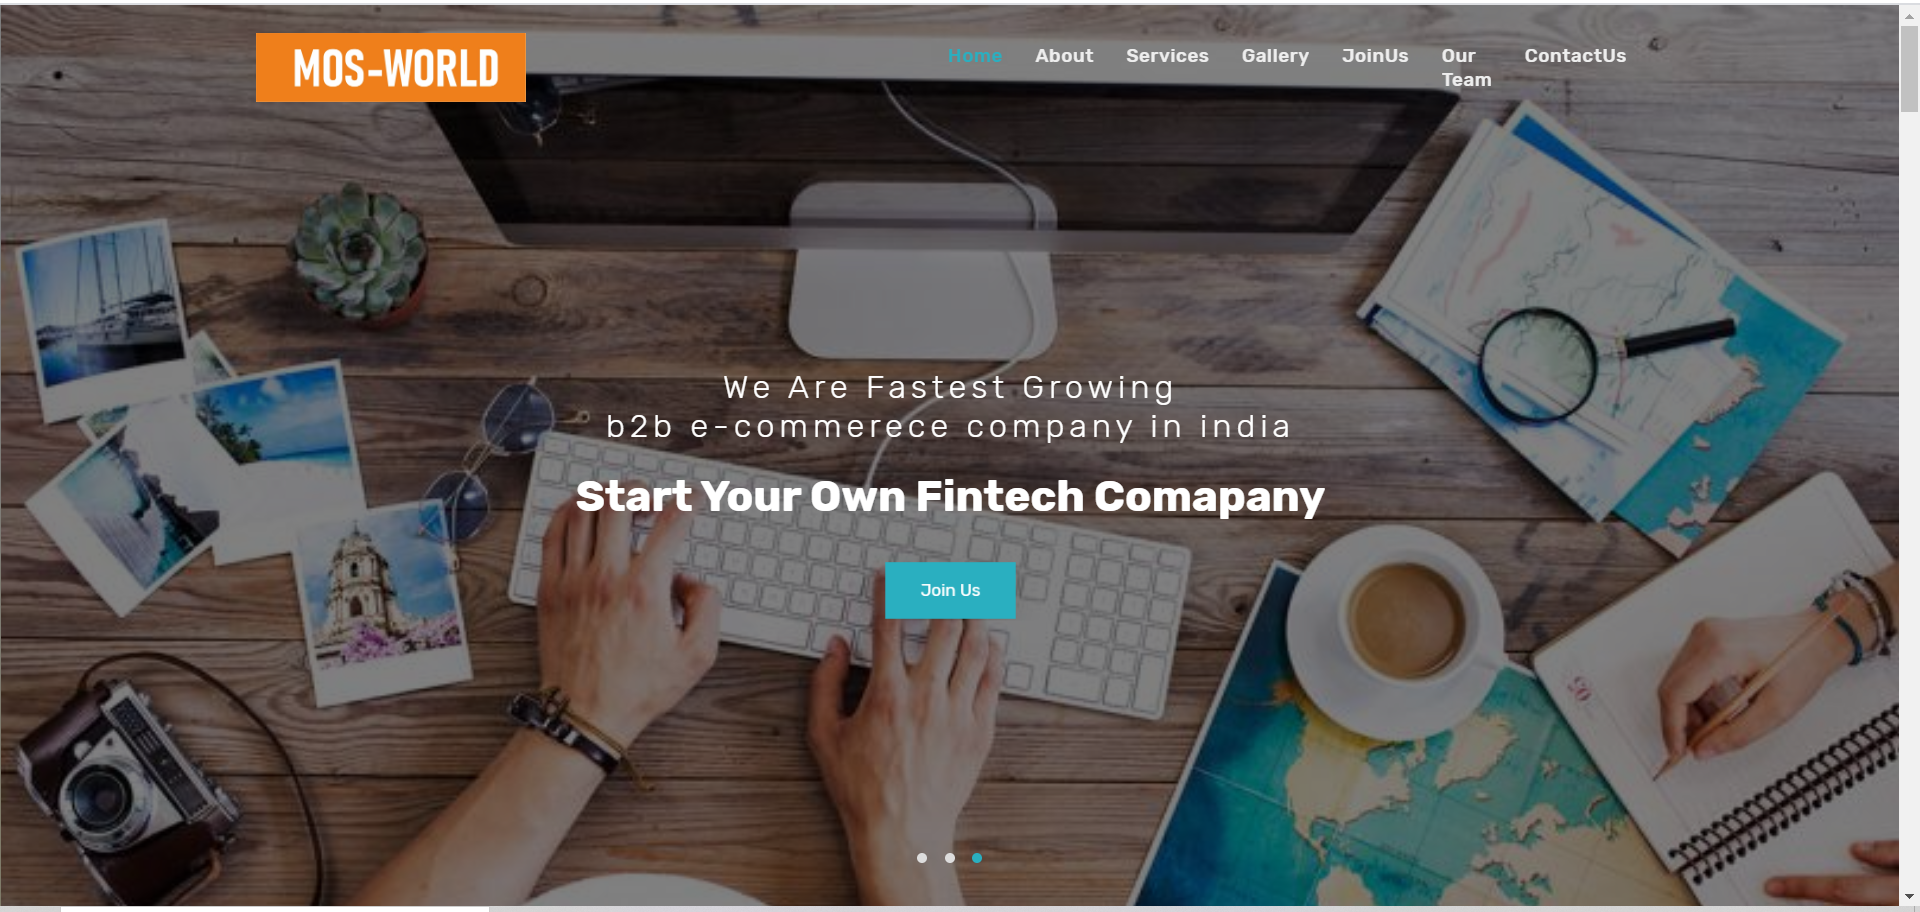 MOS-WORLD
Home About Services Gallery JoinUs Our Team ContactUs
We Are Fastest Growing
b2b e-commerece company in india
Start Your Own Fintech Comapany
Join Us